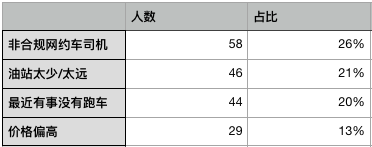 人数 占比
非合规网约车司机 58 26%
油站太少/太远 46 21%
最近有事没有跑车 44 20%
价格偏高 29 13%